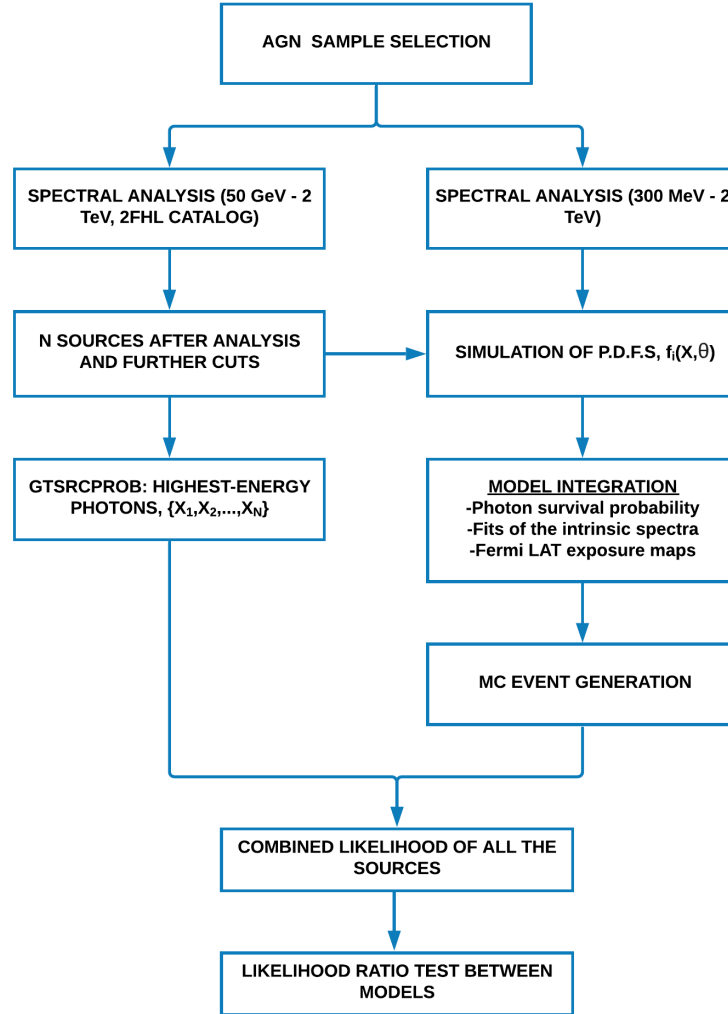 AGN SAMPLE SELECTION
SPECTRAL ANALYSIS (50 GeV - 2
TeV, 2FHL CATALOG)
SPECTRAL ANALYSIS (300 MeV - 2
TeV)
N SOURCES AFTER ANALYSIS
AND FURTHER CUTS
SIMULATION OF P.D.F.S, fᵢ(X,θ)
GTSRCPROB: HIGHEST-ENERGY
PHOTONS, {X₁,X₂,...,X_N}
MODEL INTEGRATION
-Photon survival probability
-Fits of the intrinsic spectra
-Fermi LAT exposure maps
MC EVENT GENERATION
COMBINED LIKELIHOOD OF ALL THE
SOURCES
LIKELIHOOD RATIO TEST BETWEEN
MODELS